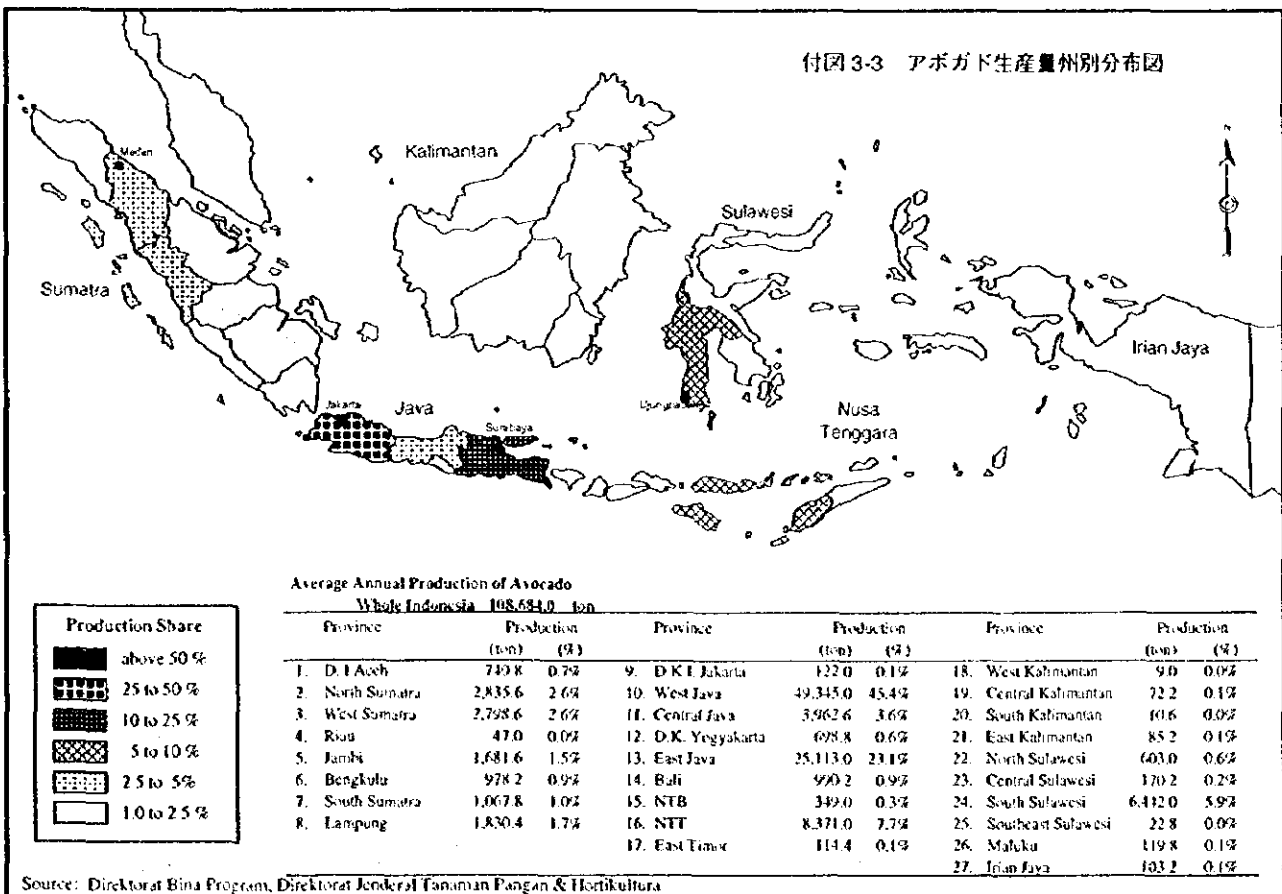 付図 3-3 アボガド生産量州別分布図
Medan
Kalimantan
Sulawesi
Sumatra
Irian Jaya
Jakarta
Java
Surabaya
Nusa
Tenggara
Average Annual Production of Avocado
Whole Indonesia 108,684.0 ton
Province Production Province Production Province Production
(ton) (%) (ton) (%) (ton) (%)
1. D. I Aceh 749.8 0.7% 9. D K I. Jakarta 122.0 0.1% 18. West Kalimantan 9.0 0.0%
2. North Sumatra 2,835.6 2.6% 10. West Java 49,345.0 45.4% 19. Central Kalimantan 72.2 0.1%
3. West Sumatra 2,798.6 2.6% 11. Central Java 3,962.6 3.6% 20. South Kalimantan 10.6 0.0%
4. Riau 47.0 0.0% 12. D.K. Yogyakarta 698.8 0.6% 21. East Kalimantan 85.2 0.1%
5. Jambi 1,681.6 1.5% 13. East Java 25,113.0 23.1% 22. North Sulawesi 603.0 0.6%
6. Bengkulu 978.2 0.9% 14. Bali 990.2 0.9% 23. Central Sulawesi 170.2 0.2%
7. South Sumatra 1,067.8 1.0% 15. NTB 349.0 0.3% 24. South Sulawesi 5.9%
8. Lampung 1,830.4 1.7% 16. NTT 8,371.0 7.7% 25. Southeast Sulawesi 22.8 0.0%
17. East Timor 114.4 0.1% 26. Maluku 119.8 0.1%
27. Irian Jaya 103.2 0.1%
Production Share
above 50 %
25 to 50 %
10 to 25 %
5 to 10 %
2.5 to 5%
1.0 to 2.5 %
Source: Direktorat Bina Program, Direktorat Jenderal Tanaman Pangan & Hortikultura